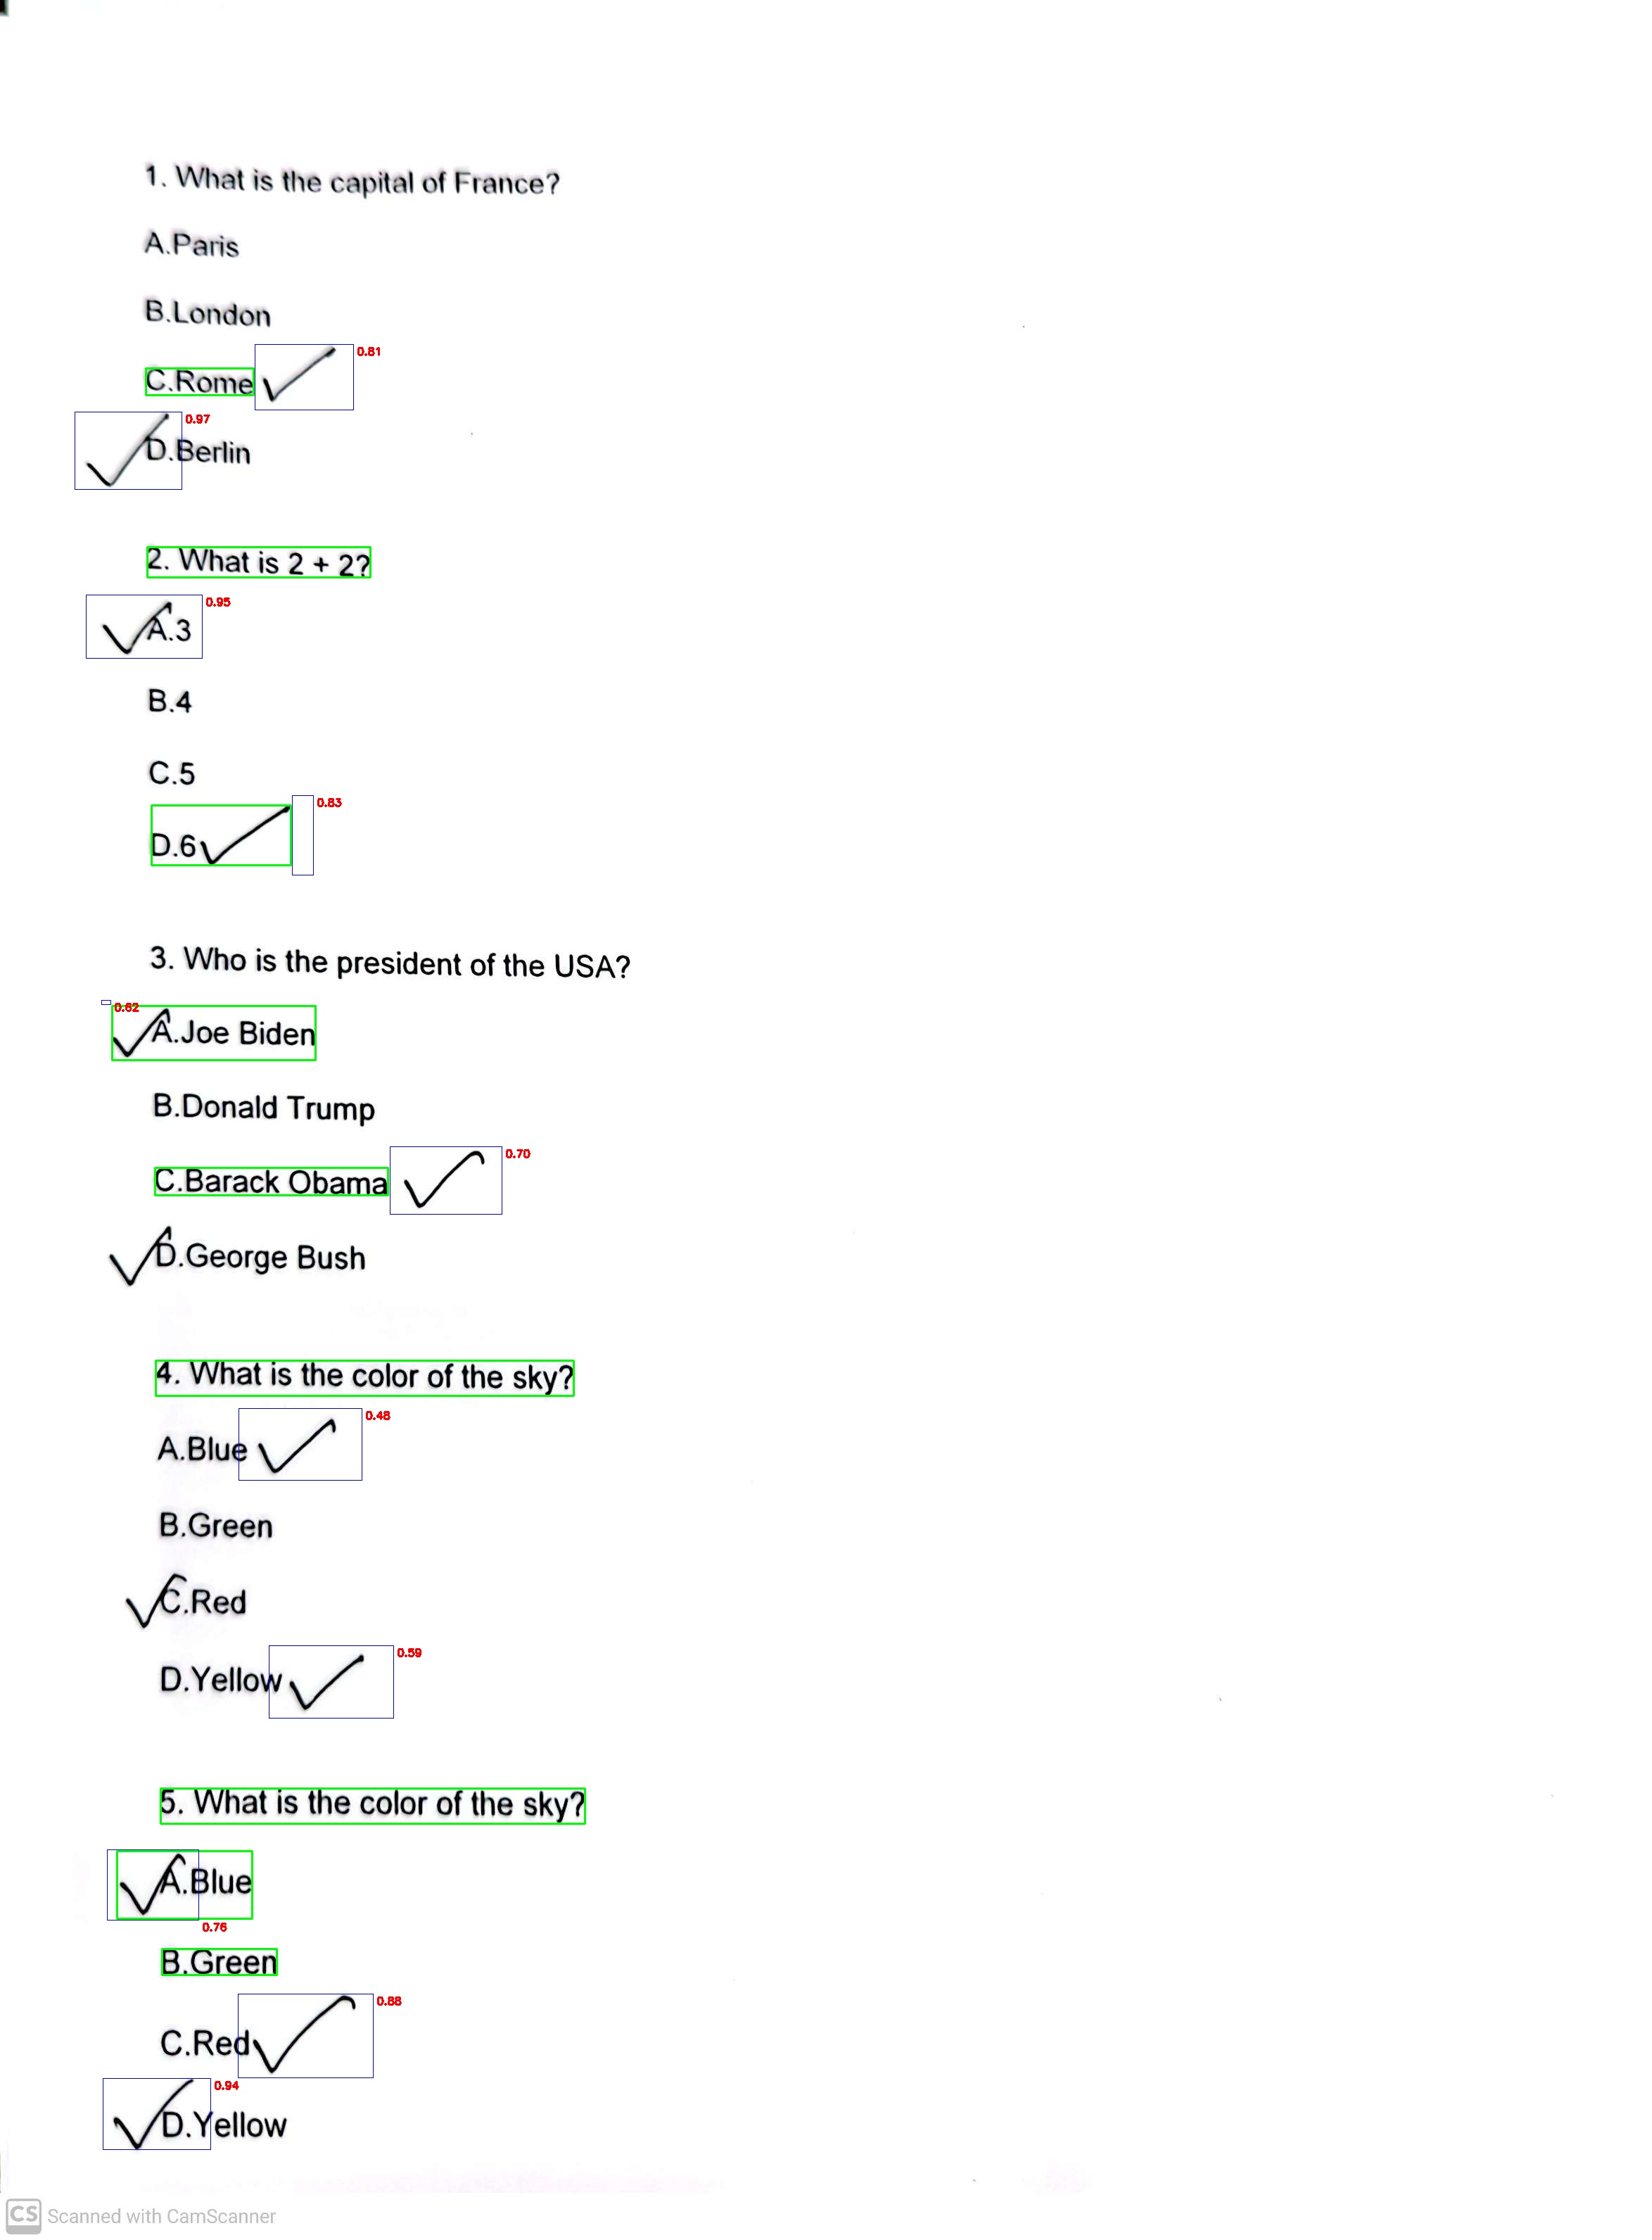 1. What is the capital of France?
A.Paris
B.London
C.Rome
0.81
0.97
D.Berlin
2. What is 2 + 2?
0.95
A.3
B.4
C.5
0.83
D.6
3. Who is the president of the USA?
0.62
A.Joe Biden
B.Donald Trump
0.70
C.Barack Obama
D.George Bush
4. What is the color of the sky?
0.48
A.Blue
B.Green
C.Red
0.59
D.Yellow
5. What is the color of the sky?
A.Blue
0.76
B.Green
0.88
C.Red
0.94
D.Yellow
CS Scanned with CamScanner